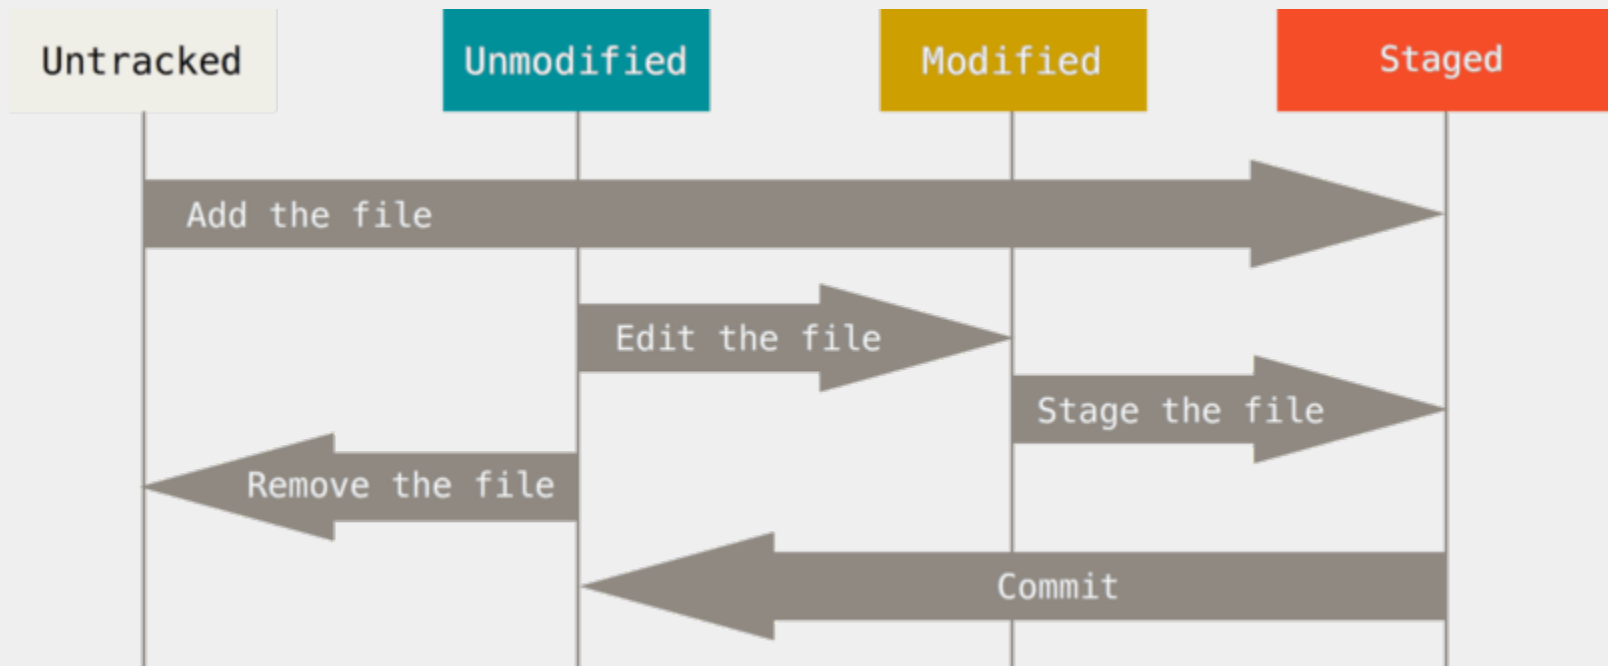 Untracked
Unmodified
Modified
Staged
Add the file
Edit the file
Stage the file
Remove the file
Commit